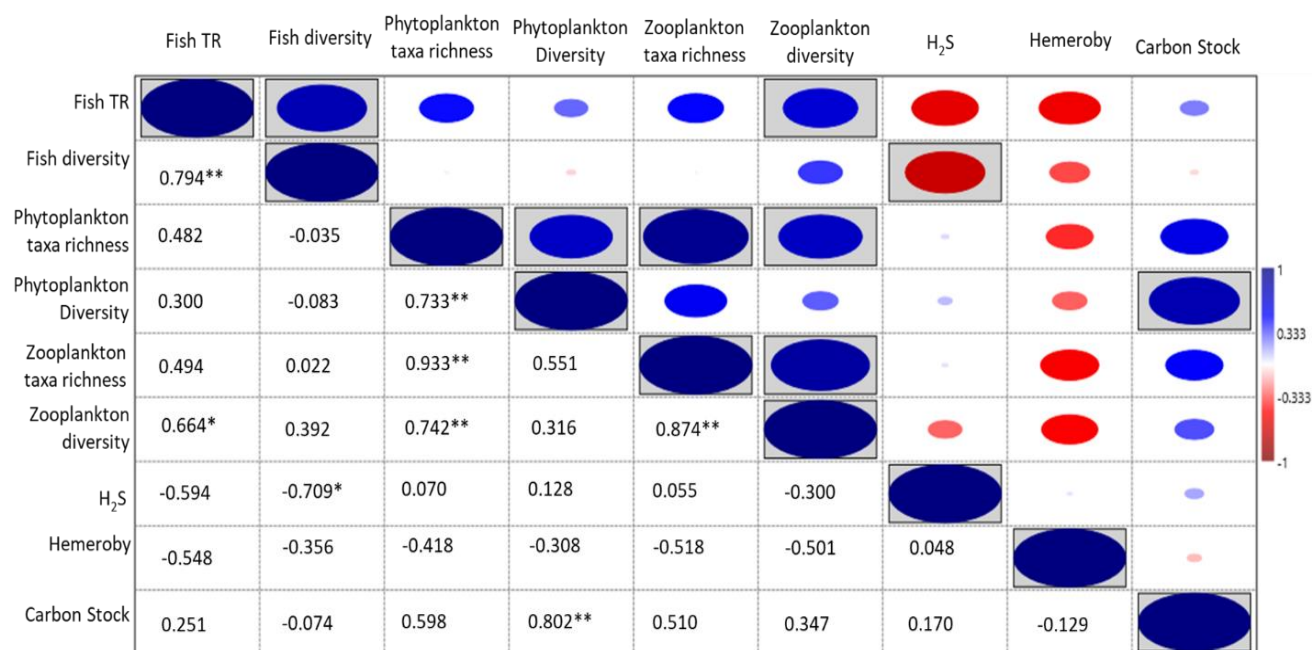 Fish TR
Fish diversity
Phytoplankton
taxa richness
Phytoplankton
Diversity
Zooplankton
taxa richness
Zooplankton
diversity
H₂S
Hemeroby
Carbon Stock
Fish TR
Fish diversity
0.794**
Phytoplankton
taxa richness
0.482 -0.035
Phytoplankton
Diversity
0.300 -0.083 0.733**
Zooplankton
taxa richness
0.494 0.022 0.933** 0.551
Zooplankton
diversity
0.664* 0.392 0.742** 0.316 0.874**
H₂S
-0.594 -0.709* 0.070 0.128 0.055 -0.300
Hemeroby
-0.548 -0.356 -0.418 -0.308 -0.518 -0.501 0.048
Carbon Stock
0.251 -0.074 0.598 0.802** 0.510 0.347 0.170 -0.129
1
0.333
-0.333
-1